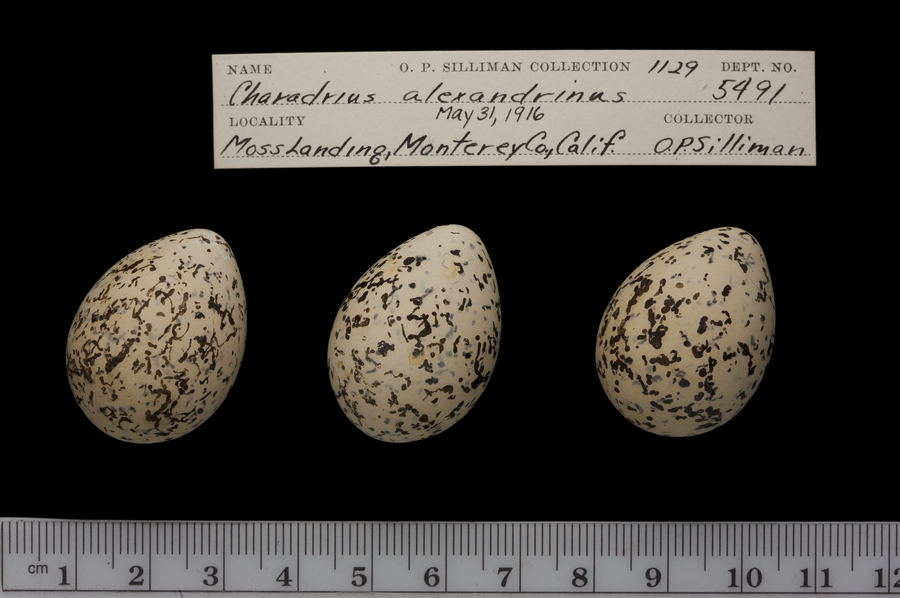 NAME O. P. SILLIMAN COLLECTION 1129 DEPT. NO.
Charadrius alexandrinus 5491
LOCALITY May 31, 1916 COLLECTOR
Moss Landing, Monterey Co., Calif. O.P. Silliman
cm 1 2 3 4 5 6 7 8 9 10 11 12